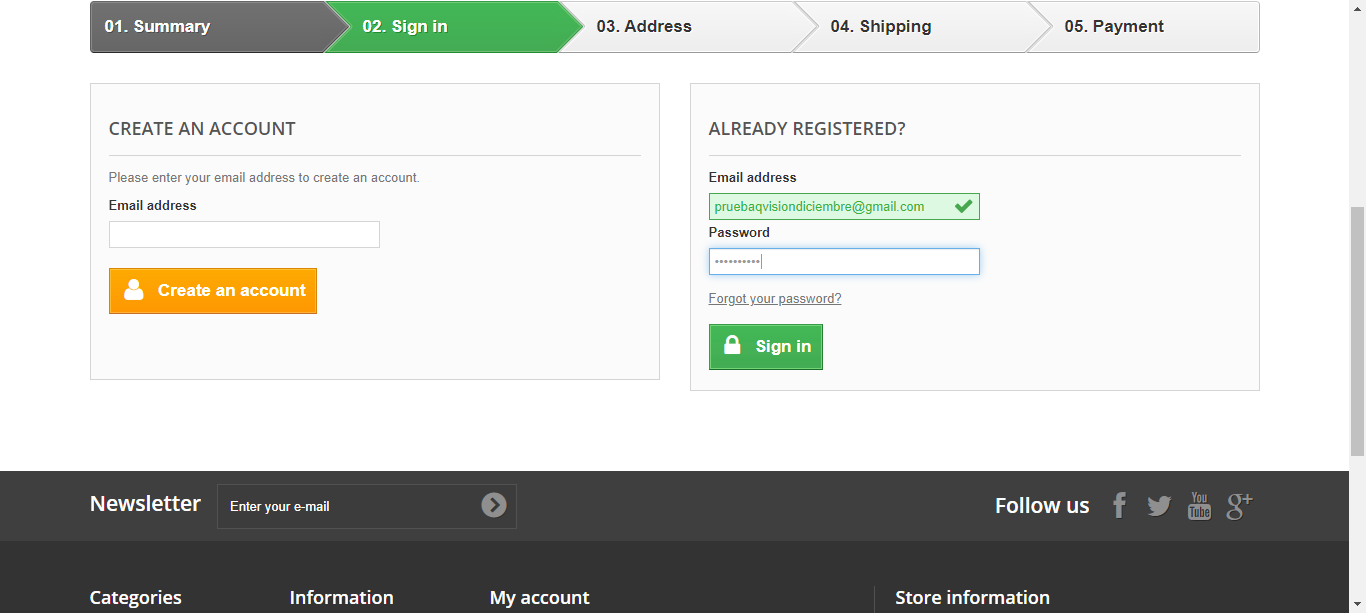 01. Summary
02. Sign in
03. Address
04. Shipping
05. Payment
CREATE AN ACCOUNT
Please enter your email address to create an account.
Email address
Create an account
ALREADY REGISTERED?
Email address
pruebaqvisiondiciembre@gmail.com
Password
••••••••••
Forgot your password?
Sign in
Newsletter
Enter your e-mail
Follow us
You
Tube
g+
Categories
Information
My account
Store information